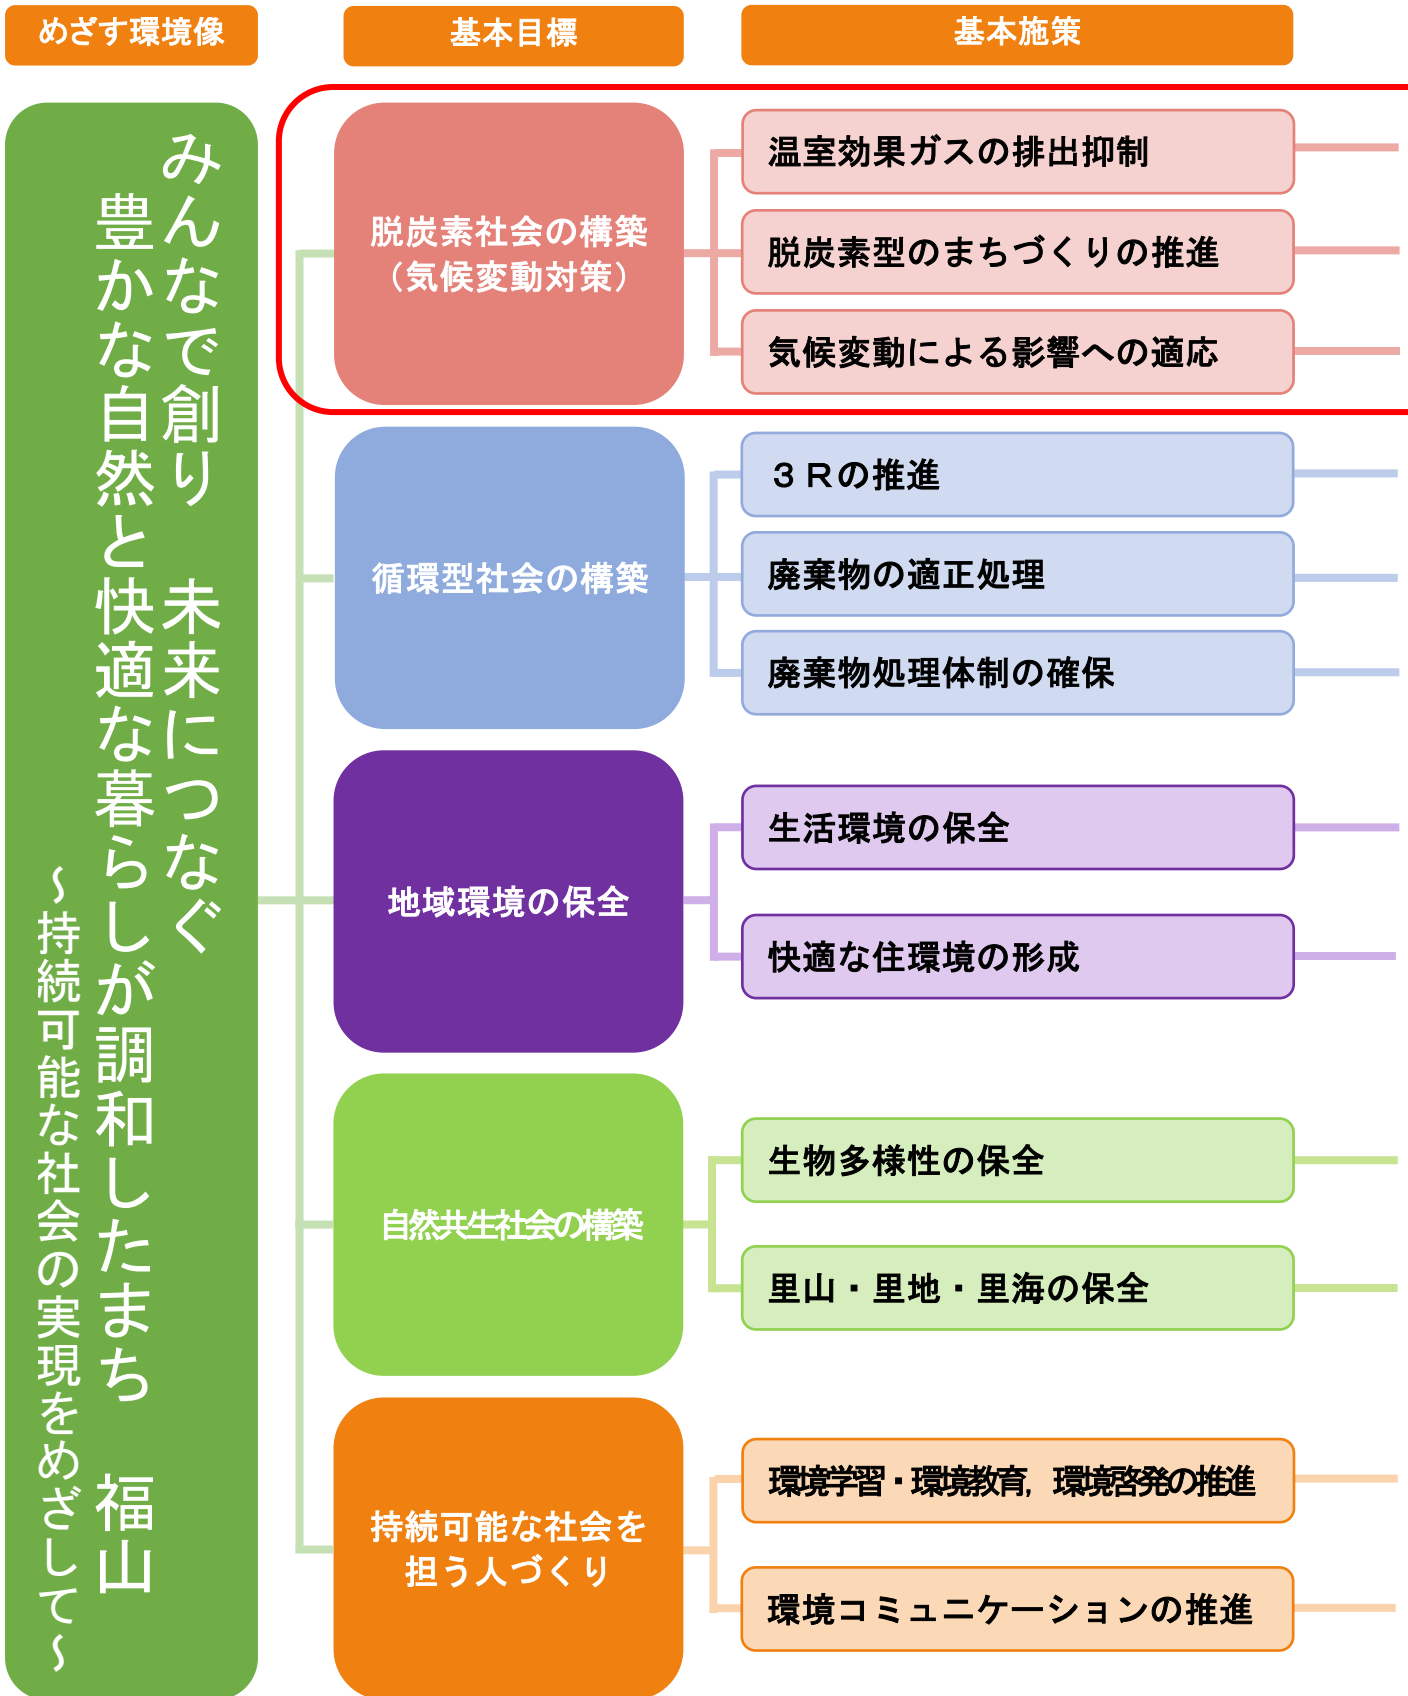 めざす環境像
基本目標
基本施策
みんなで創り　未来につなぐ
豊かな自然と快適な暮らしが調和したまち　福山
～持続可能な社会の実現をめざして～
脱炭素社会の構築
（気候変動対策）
温室効果ガスの排出抑制
脱炭素型のまちづくりの推進
気候変動による影響への適応
循環型社会の構築
３Ｒの推進
廃棄物の適正処理
廃棄物処理体制の確保
地域環境の保全
生活環境の保全
快適な住環境の形成
自然共生社会の構築
生物多様性の保全
里山・里地・里海の保全
持続可能な社会を
担う人づくり
環境学習・環境教育，環境啓発の推進
環境コミュニケーションの推進